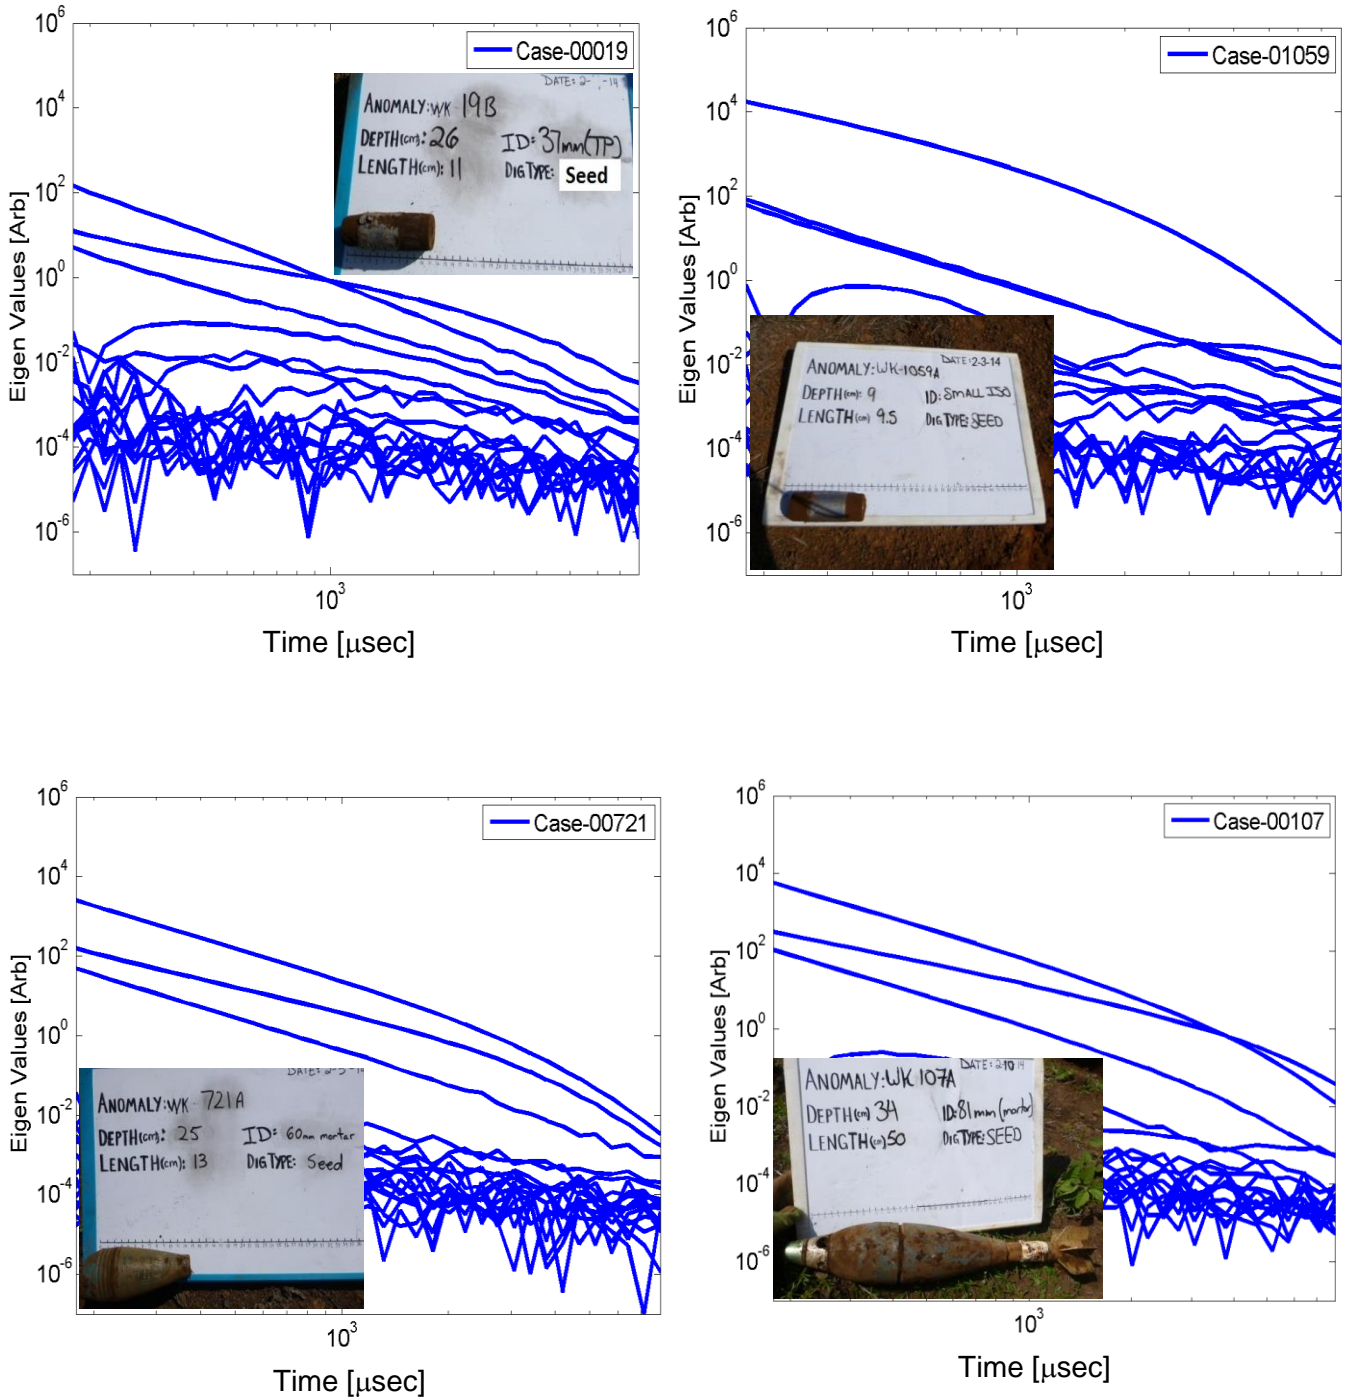 Case-00019
10^6
10^4
10^2
10^0
10^-2
10^-4
10^-6
Eigen Values [Arb]
10^3
Time [μsec]
DATE: 2- -14
ANOMALY: WK-19B
DEPTH(cm): 26 ID: 37mm(TP)
LENGTH(cm): 11 DIG TYPE: Seed
Case-01059
10^6
10^4
10^2
10^0
10^-2
10^-4
10^-6
Eigen Values [Arb]
10^3
Time [μsec]
DATE: 2-3-14
ANOMALY: WK-1059A
DEPTH(cm): 9 ID: SMALL ISO
LENGTH(cm) 9.5 DIG TYPE: SEED
Case-00721
10^6
10^4
10^2
10^0
10^-2
10^-4
10^-6
Eigen Values [Arb]
10^3
Time [μsec]
ANOMALY: WK-721A
DEPTH(cm): 25 ID: 60mm mortar
LENGTH(cm): 13 DIG TYPE: Seed
Case-00107
10^6
10^4
10^2
10^0
10^-2
10^-4
10^-6
Eigen Values [Arb]
10^3
Time [μsec]
DATE: 2-10-14
ANOMALY: WK 107A
DEPTH(cm) 34 ID: 81mm (mortar)
LENGTH(cm) 50 DIG TYPE: SEED